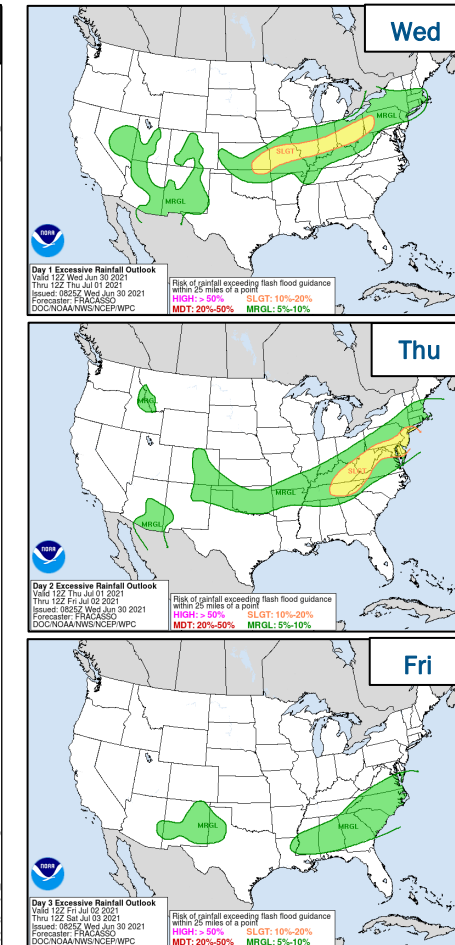 Wed
MRGL
SLGT
MRGL
NOAA
Day 1 Excessive Rainfall Outlook
Valid 12Z Wed Jun 30 2021
Thru 12Z Thu Jul 01 2021
Issued: 0825Z Wed Jun 30 2021
Forecaster: FRACASSO
DOC/NOAA/NWS/NCEP/WPC
Risk of rainfall exceeding flash flood guidance
within 25 miles of a point
HIGH: > 50% SLGT: 10%-20%
MDT: 20%-50% MRGL: 5%-10%
Thu
MRGL
SLGT
MRGL
MRGL
NOAA
Day 2 Excessive Rainfall Outlook
Valid 12Z Thu Jul 01 2021
Thru 12Z Fri Jul 02 2021
Issued: 0825Z Wed Jun 30 2021
Forecaster: FRACASSO
DOC/NOAA/NWS/NCEP/WPC
Risk of rainfall exceeding flash flood guidance
within 25 miles of a point
HIGH: > 50% SLGT: 10%-20%
MDT: 20%-50% MRGL: 5%-10%
Fri
MRGL
MRGL
NOAA
Day 3 Excessive Rainfall Outlook
Valid 12Z Fri Jul 02 2021
Thru 12Z Sat Jul 03 2021
Issued: 0825Z Wed Jun 30 2021
Forecaster: FRACASSO
DOC/NOAA/NWS/NCEP/WPC
Risk of rainfall exceeding flash flood guidance
within 25 miles of a point
HIGH: > 50% SLGT: 10%-20%
MDT: 20%-50% MRGL: 5%-10%